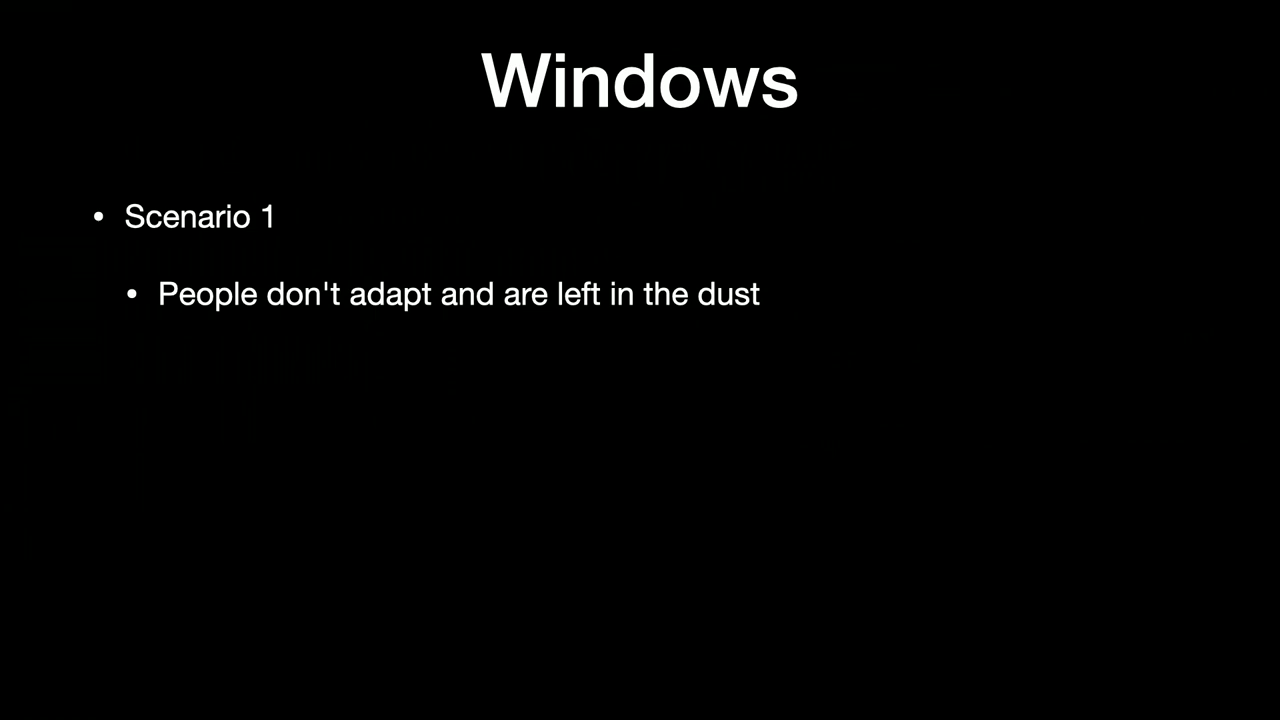 Windows
• Scenario 1
• People don't adapt and are left in the dust